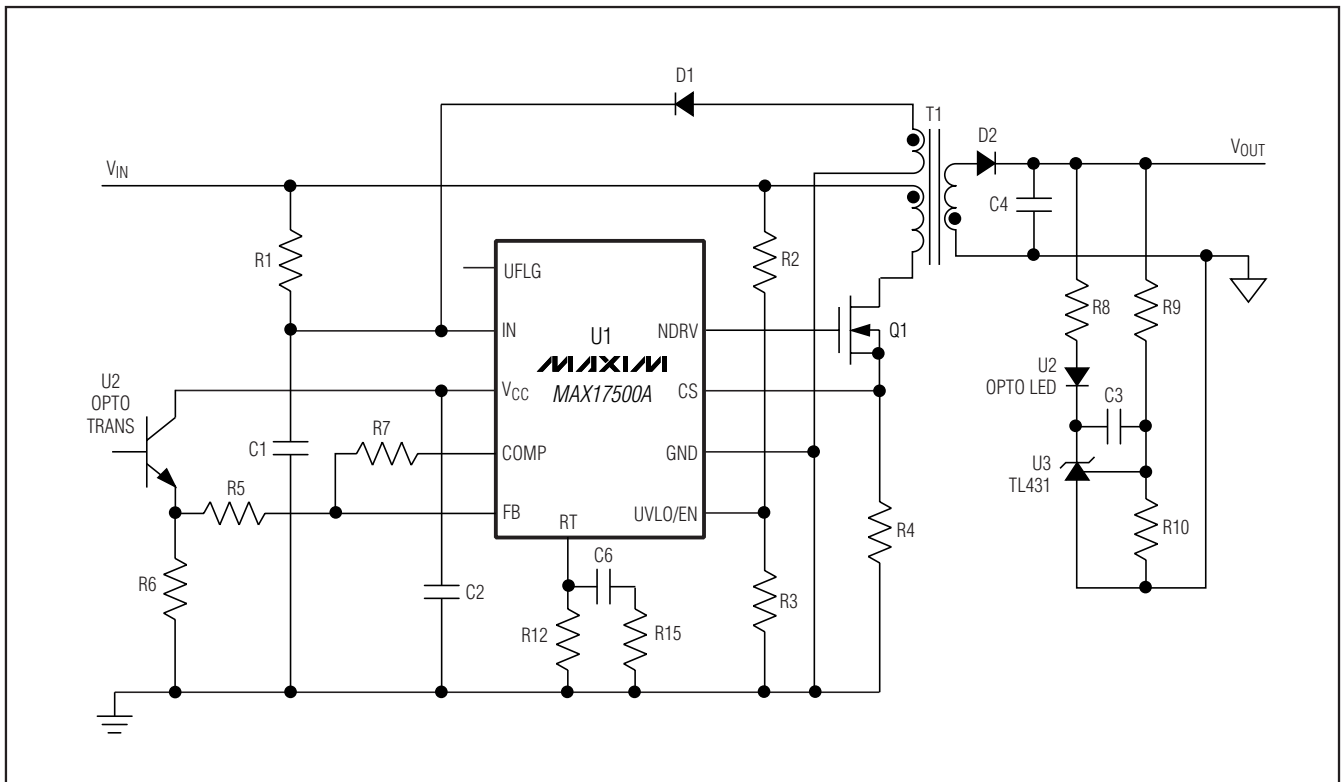 D1
T1
D2
VIN
VOUT
C4
R1
R2
UFLG
IN
U1
NDRV
Q1
R8
R9
U2
OPTO
TRANS
VCC
MAXIM
MAX17500A
CS
U2
OPTO LED
C3
C1
R7
COMP
GND
U3
TL431
R5
FB
RT
UVLO/EN
R4
R10
C6
R6
C2
R12
R15
R3